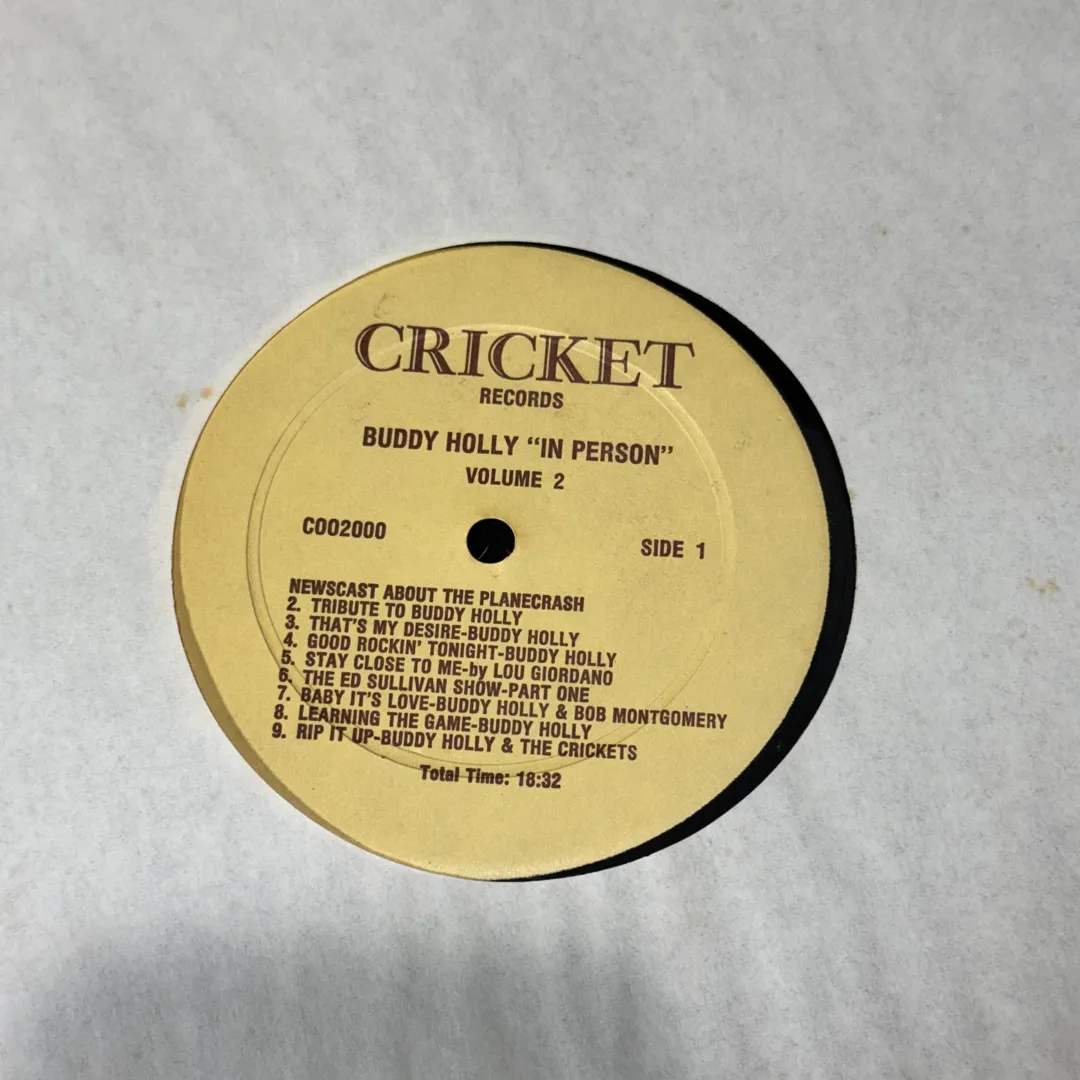 CRICKET
RECORDS
BUDDY HOLLY “IN PERSON”
VOLUME 2
COO2000
SIDE 1
NEWSCAST ABOUT THE PLANECRASH
2. TRIBUTE TO BUDDY HOLLY
3. THAT'S MY DESIRE-BUDDY HOLLY
4. GOOD ROCKIN' TONIGHT-BUDDY HOLLY
5. STAY CLOSE TO ME-by LOU GIORDANO
6. THE ED SULLIVAN SHOW-PART ONE
7. BABY IT'S LOVE-BUDDY HOLLY & BOB MONTGOMERY
8. LEARNING THE GAME-BUDDY HOLLY
9. RIP IT UP-BUDDY HOLLY & THE CRICKETS
Total Time: 18:32